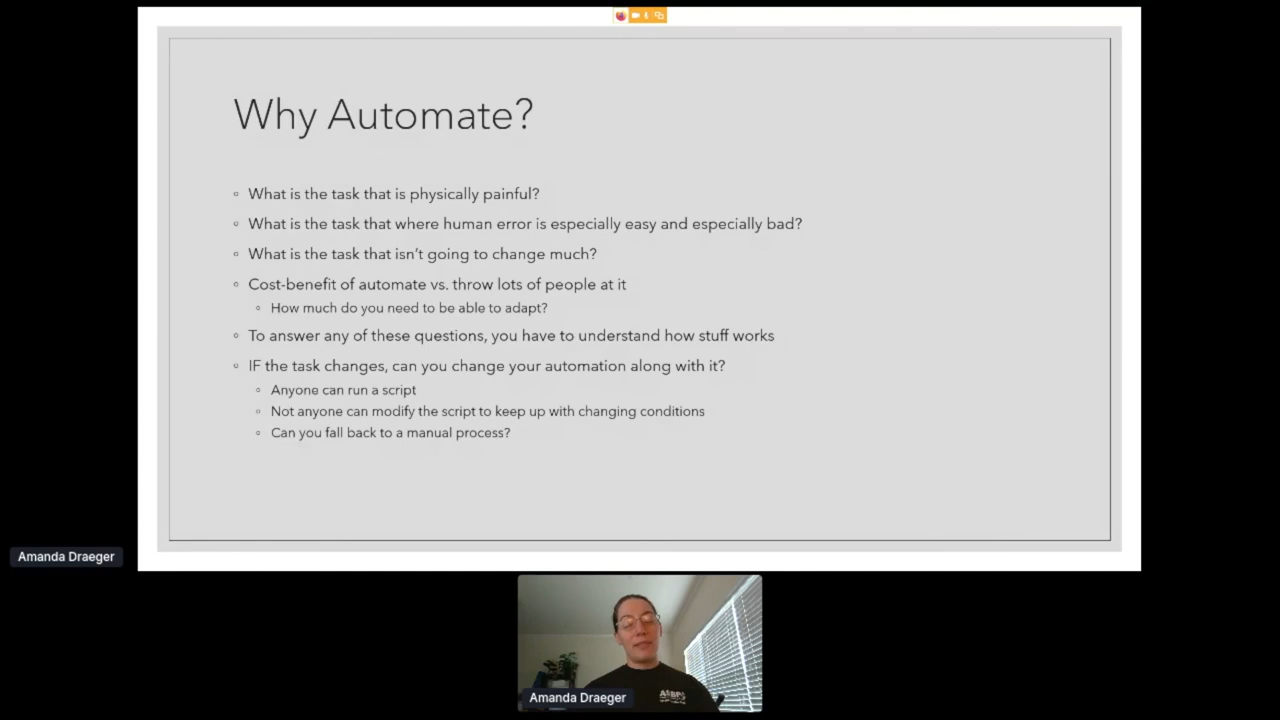 Why Automate?
What is the task that is physically painful?
What is the task that where human error is especially easy and especially bad?
What is the task that isn't going to change much?
Cost-benefit of automate vs. throw lots of people at it
How much do you need to be able to adapt?
To answer any of these questions, you have to understand how stuff works
IF the task changes, can you change your automation along with it?
Anyone can run a script
Not anyone can modify the script to keep up with changing conditions
Can you fall back to a manual process?
Amanda Draeger
Amanda Draeger